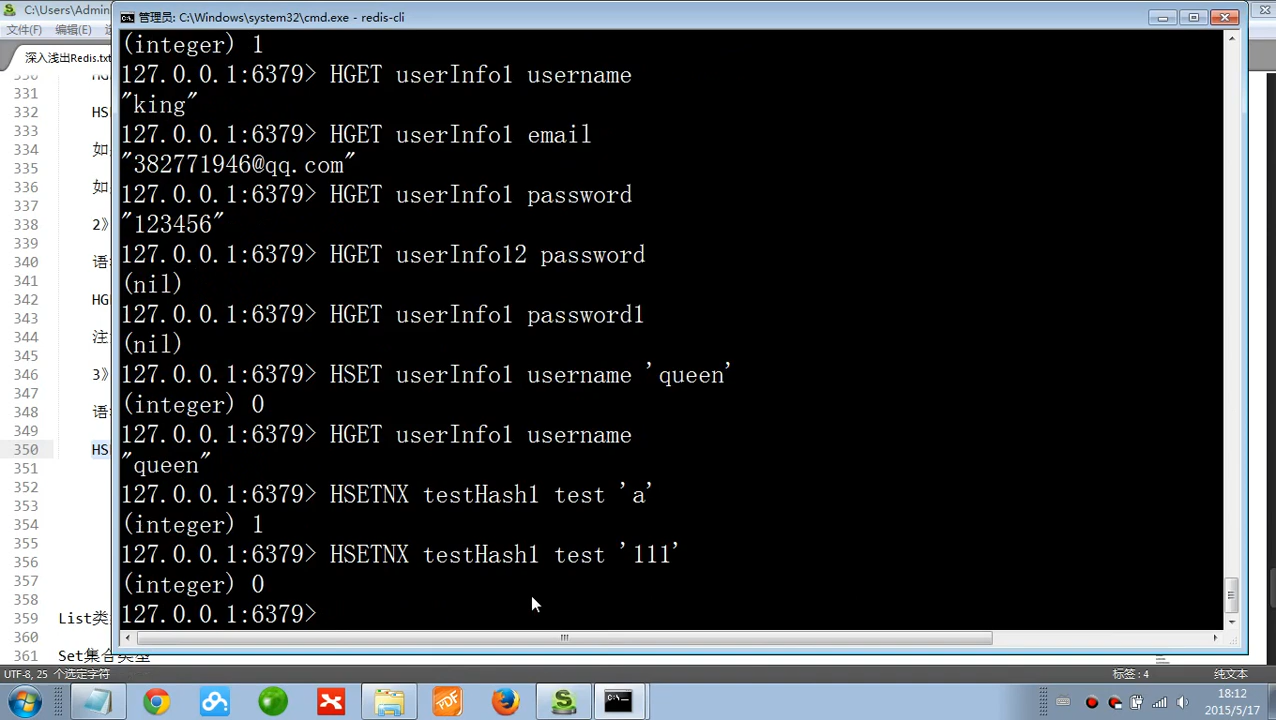 C:\Users\Admin
管理员: C:\Windows\system32\cmd.exe - redis-cli
文件(F) 编辑(E)
深入浅出Redis.txt
(integer) 1
127.0.0.1:6379> HGET userInfo1 username
"king"
127.0.0.1:6379> HGET userInfo1 email
"382771946@qq.com"
127.0.0.1:6379> HGET userInfo1 password
"123456"
127.0.0.1:6379> HGET userInfo12 password
(nil)
127.0.0.1:6379> HGET userInfo1 password1
(nil)
127.0.0.1:6379> HSET userInfo1 username 'queen'
(integer) 0
127.0.0.1:6379> HGET userInfo1 username
"queen"
127.0.0.1:6379> HSETNX testHash1 test 'a'
(integer) 1
127.0.0.1:6379> HSETNX testHash1 test '111'
(integer) 0
127.0.0.1:6379>
331
332 HS
333
334 如
335
336 如
337
338 2》
339
340 语
341
342 HG
343
344 注
345
346 3》
347
348 语
349
350 HS
351
352
353
354
355
356
357
358
359 List类
360
361 Set集合类型
UTF-8, 25 个选定字符
标签: 4
纯文本
18:12
2015/5/17